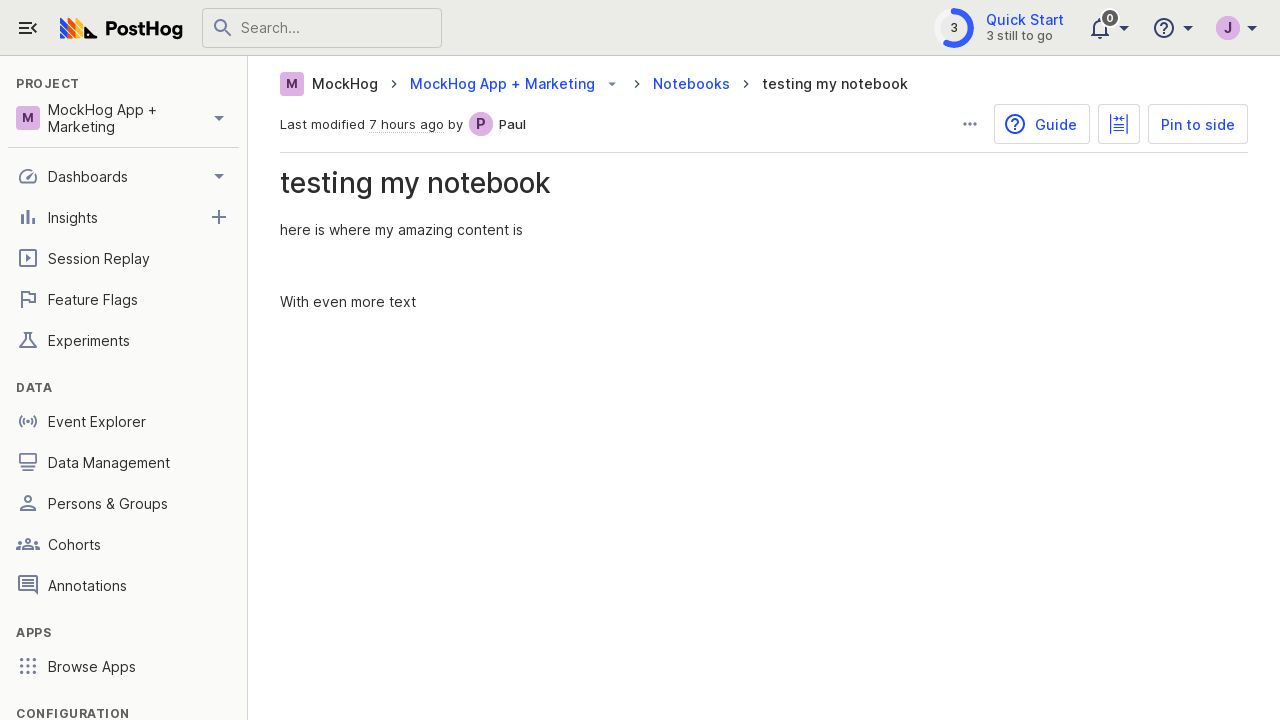 PostHog
Search...
3
Quick Start
3 still to go
0
J
PROJECT
M
MockHog App +
Marketing
Dashboards
Insights
Session Replay
Feature Flags
Experiments
DATA
Event Explorer
Data Management
Persons & Groups
Cohorts
Annotations
APPS
Browse Apps
CONFIGURATION
M MockHog > MockHog App + Marketing > Notebooks > testing my notebook
Last modified 7 hours ago by P Paul
Guide
Pin to side
testing my notebook
here is where my amazing content is
With even more text